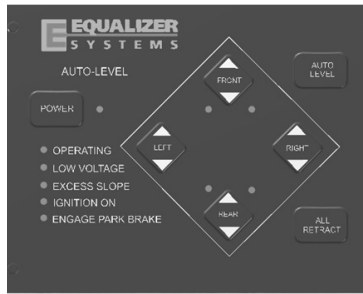 EQUALIZER
SYSTEMS
AUTO-LEVEL
FRONT
AUTO
LEVEL
POWER
LEFT
RIGHT
OPERATING
LOW VOLTAGE
EXCESS SLOPE
IGNITION ON
ENGAGE PARK BRAKE
REAR
ALL
RETRACT